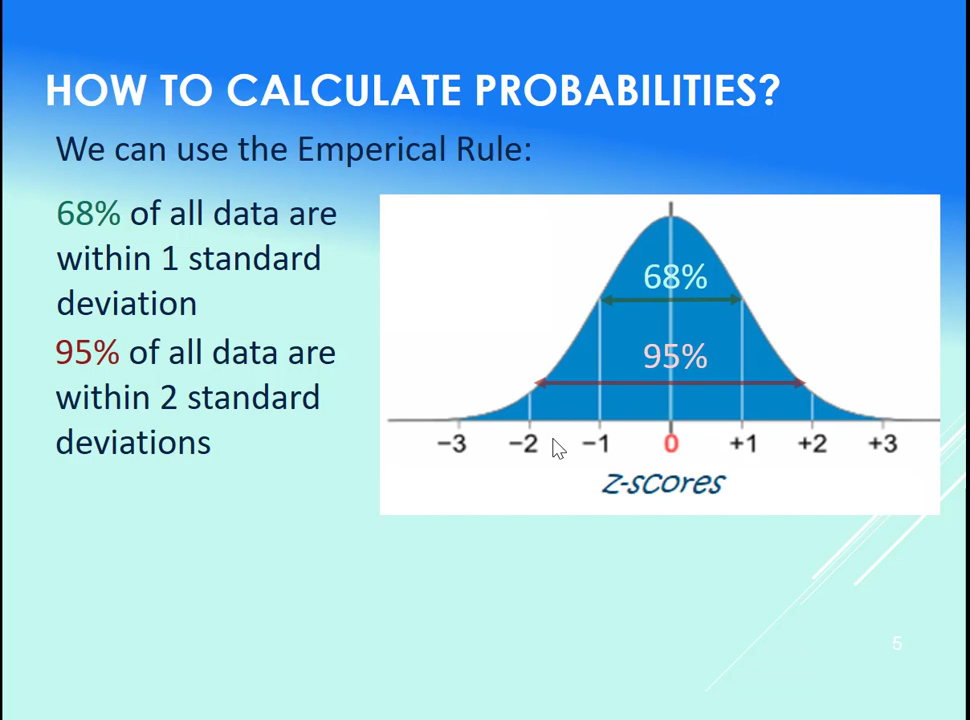 HOW TO CALCULATE PROBABILITIES?
We can use the Emperical Rule:
68% of all data are
within 1 standard
deviation
95% of all data are
within 2 standard
deviations
68%
95%
−3 −2 −1 0 +1 +2 +3
z-scores
5